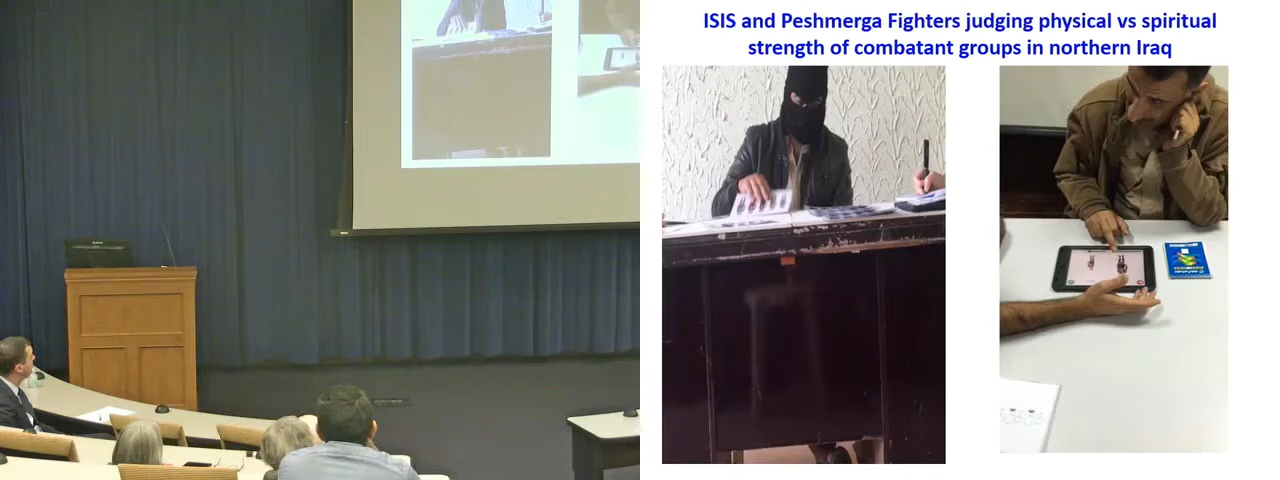 ISIS and Peshmerga Fighters judging physical vs spiritual
strength of combatant groups in northern Iraq